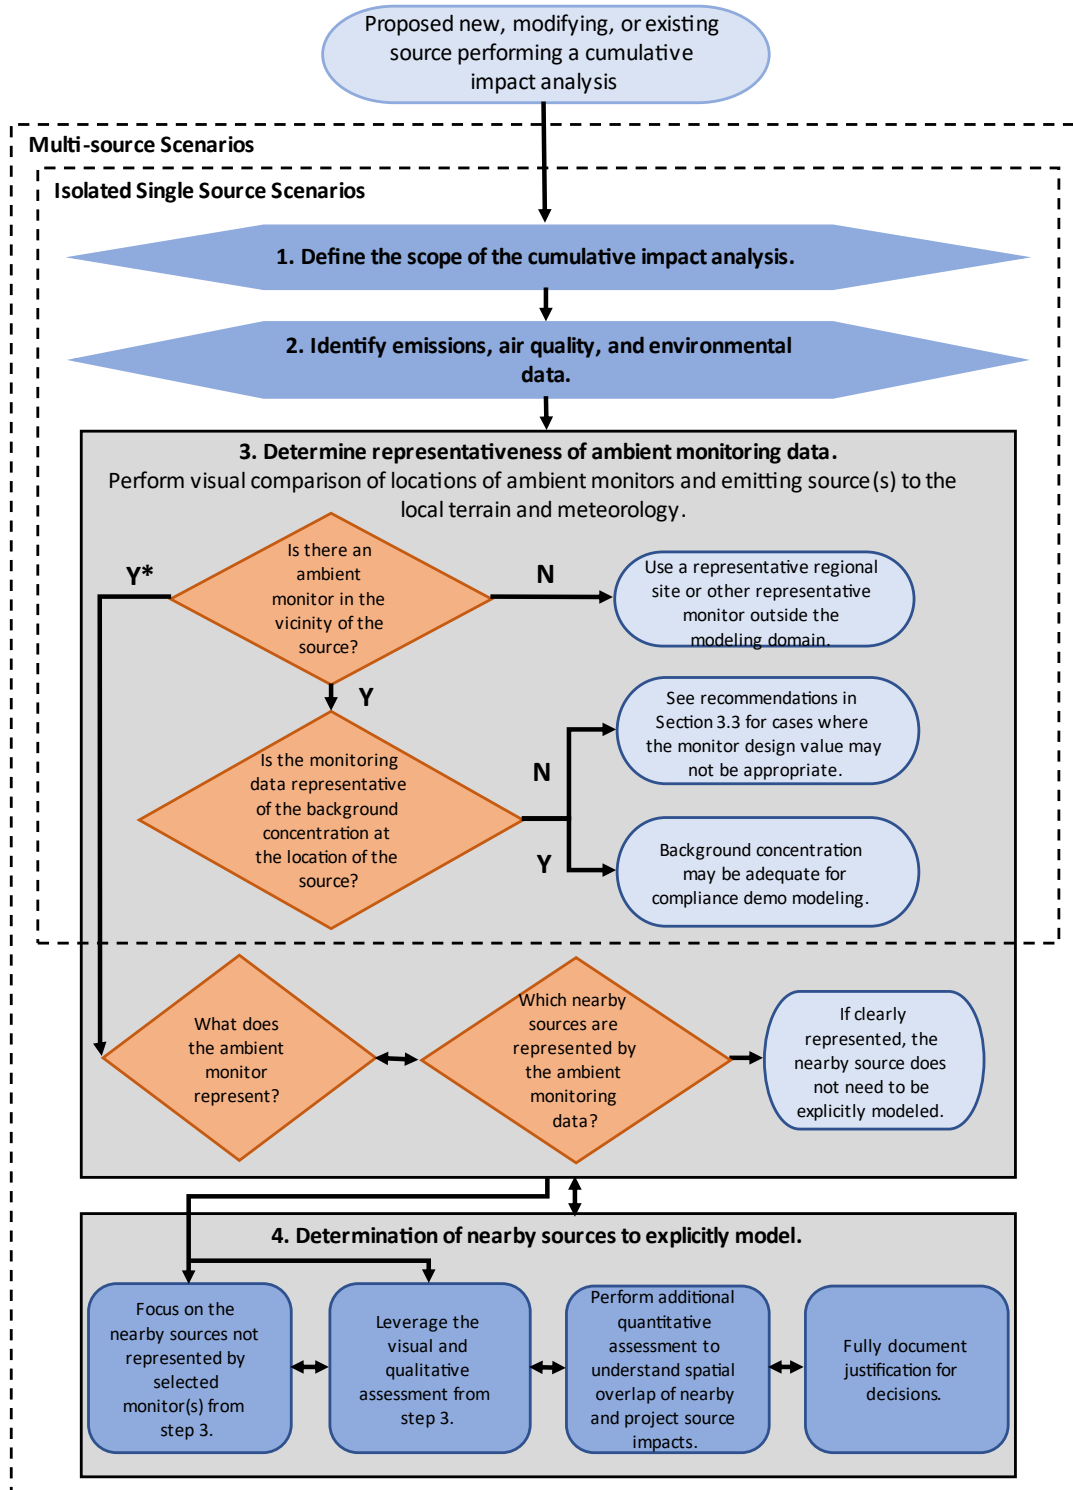 Proposed new, modifying, or existing
source performing a cumulative
impact analysis
Multi-source Scenarios
Isolated Single Source Scenarios
1. Define the scope of the cumulative impact analysis.
2. Identify emissions, air quality, and environmental
data.
3. Determine representativeness of ambient monitoring data.
Perform visual comparison of locations of ambient monitors and emitting source(s) to the
local terrain and meteorology.
Is there an
ambient
monitor in the
vicinity of the
source?
Y*
N
Use a representative regional
site or other representative
monitor outside the
modeling domain.
Y
Is the monitoring
data representative
of the background
concentration at
the location of the
source?
N
See recommendations in
Section 3.3 for cases where
the monitor design value may
not be appropriate.
Y
Background concentration
may be adequate for
compliance demo modeling.
What does
the ambient
monitor
represent?
Which nearby
sources are
represented by
the ambient
monitoring
data?
If clearly
represented, the
nearby source does
not need to be
explicitly modeled.
4. Determination of nearby sources to explicitly model.
Focus on the
nearby sources not
represented by
selected
monitor(s) from
step 3.
Leverage the
visual and
qualitative
assessment from
step 3.
Perform additional
quantitative
assessment to
understand spatial
overlap of nearby
and project source
impacts.
Fully document
justification for
decisions.